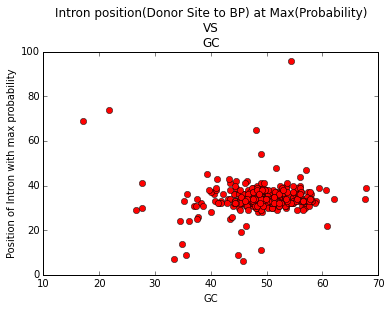 Intron position(Donor Site to BP) at Max(Probability)
VS
GC
Position of Intron with max probability
100
80
60
40
20
0
10
20
30
40
50
60
70
GC